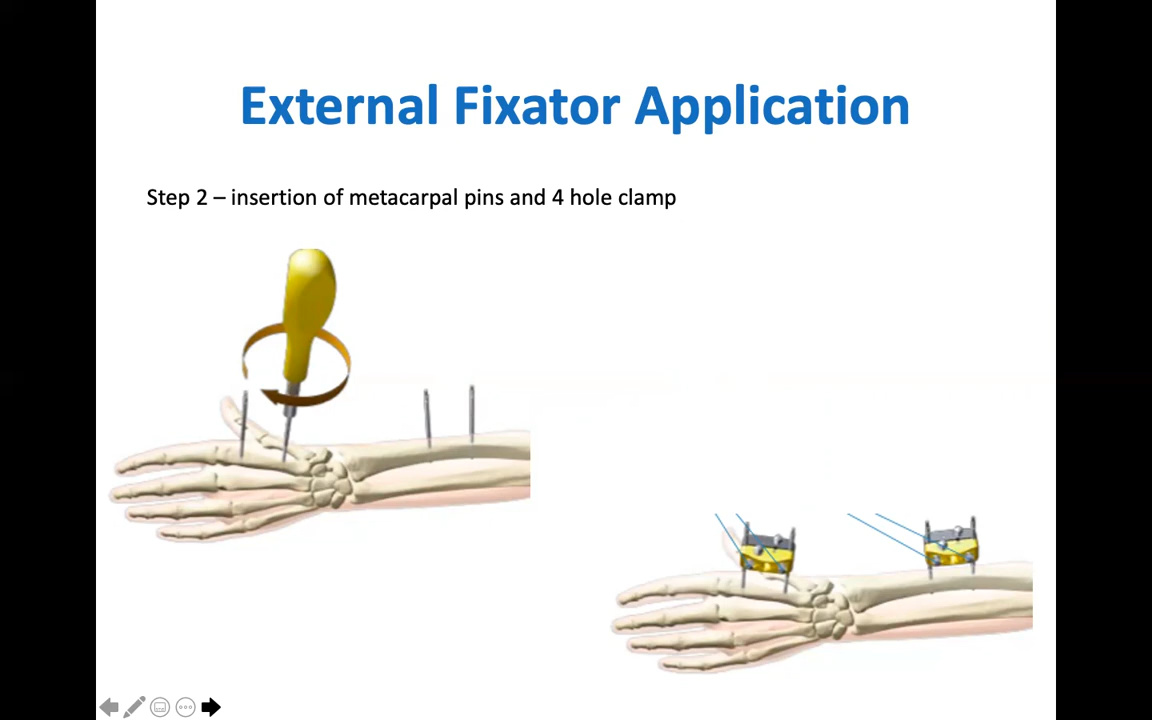 External Fixator Application
Step 2 – insertion of metacarpal pins and 4 hole clamp